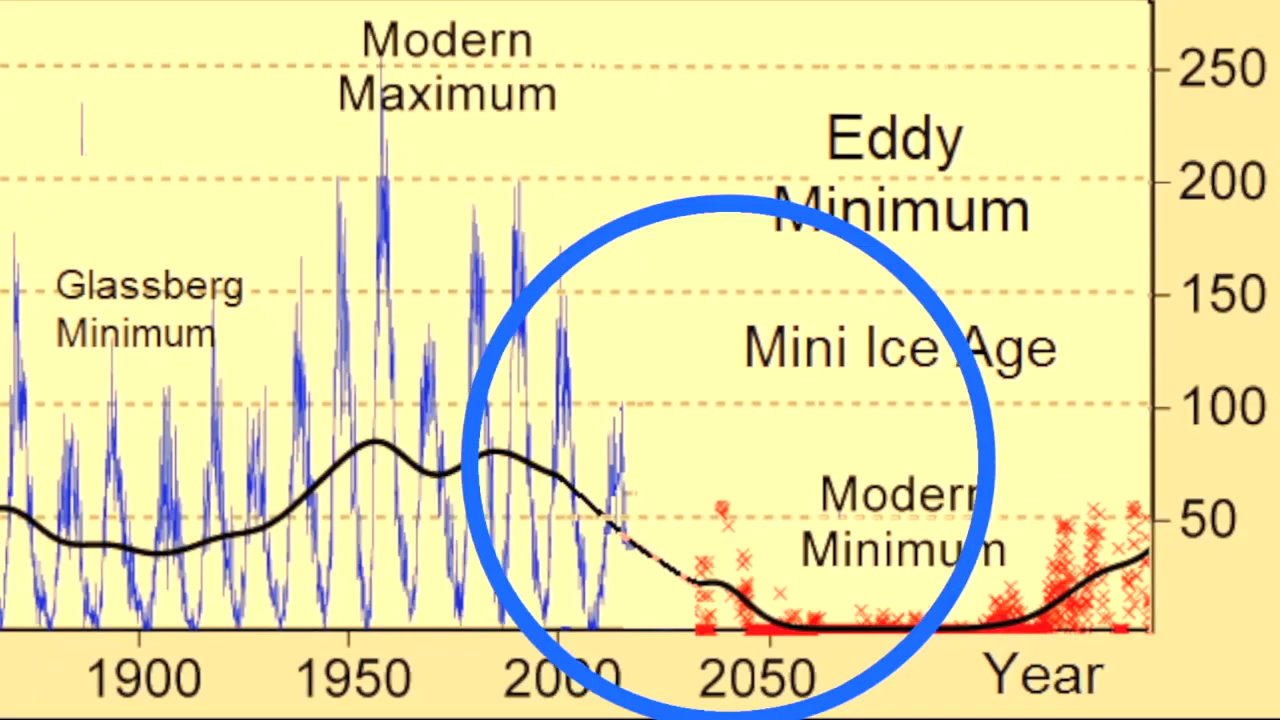 Modern
Maximum
250
Eddy
Minimum
200
Glassberg
Minimum
150
Mini Ice Age
100
Modern
Minimum
50
1900
1950
2000
2050
Year